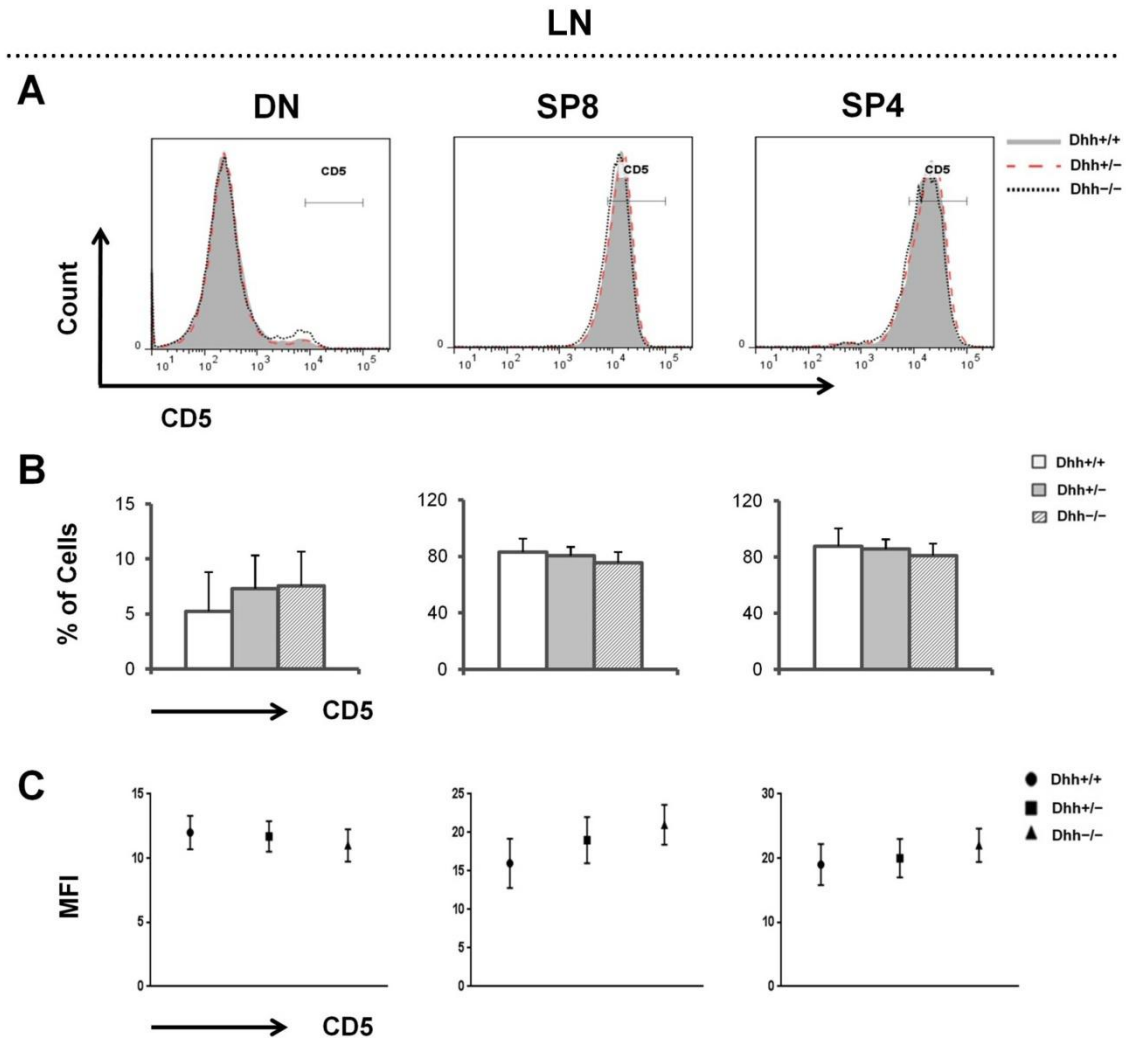 LN
A
DN
SP8
SP4
CD5
CD5
CD5
Dhh+/+
Dhh+/−
Dhh−/−
Count
0
10¹ 10² 10³ 10⁴ 10⁵
0
10¹ 10² 10³ 10⁴ 10⁵
0
10¹ 10² 10³ 10⁴ 10⁵
CD5
B
Dhh+/+
Dhh+/−
Dhh−/−
% of Cells
15
10
5
0
120
80
40
0
120
80
40
0
CD5
C
Dhh+/+
Dhh+/−
Dhh−/−
MFI
15
10
5
0
25
20
15
10
5
0
30
20
10
0
CD5